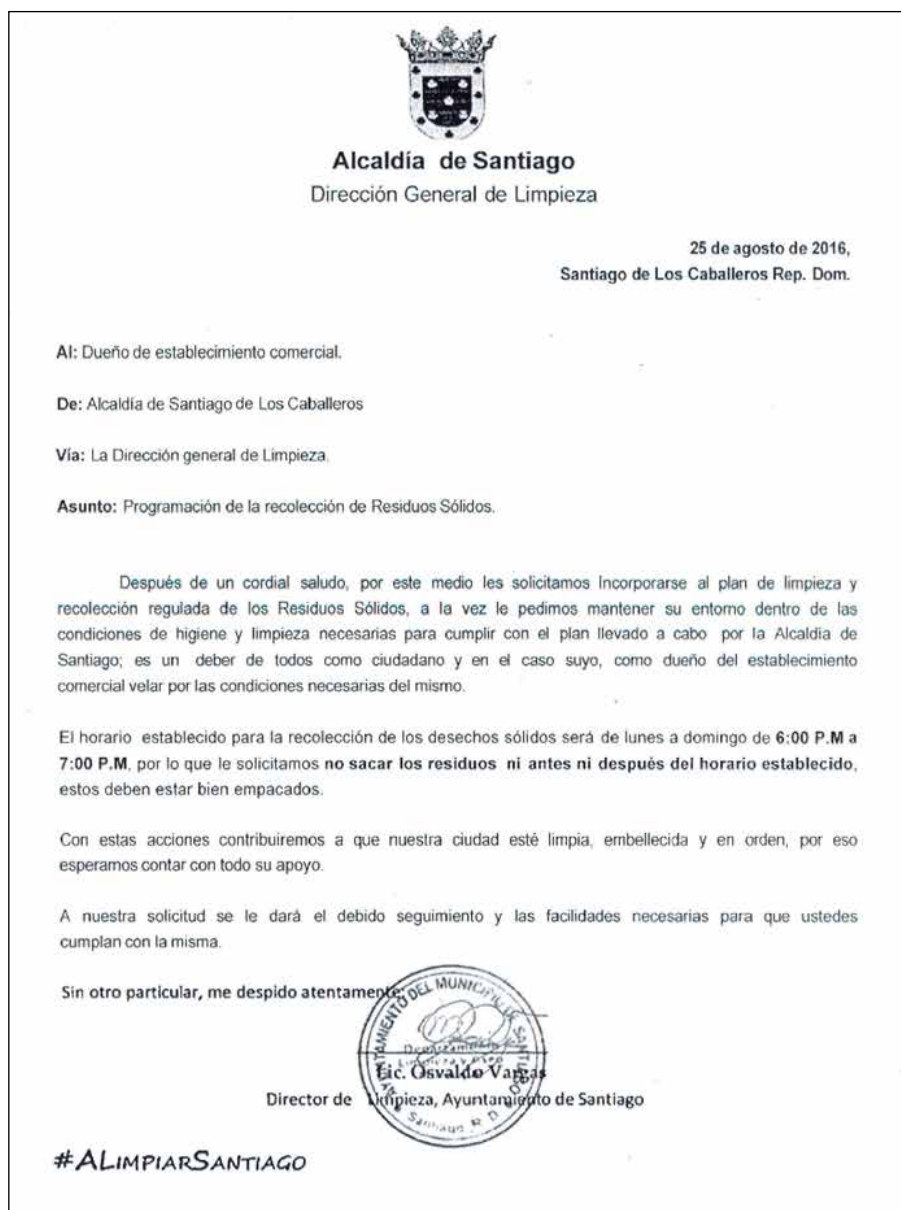 Alcaldía de Santiago
Dirección General de Limpieza
25 de agosto de 2016,
Santiago de Los Caballeros Rep. Dom.
Al: Dueño de establecimiento comercial.
De: Alcaldía de Santiago de Los Caballeros
Vía: La Dirección general de Limpieza.
Asunto: Programación de la recolección de Residuos Sólidos.
Después de un cordial saludo, por este medio les solicitamos Incorporarse al plan de limpieza y
recolección regulada de los Residuos Sólidos, a la vez le pedimos mantener su entorno dentro de las
condiciones de higiene y limpieza necesarias para cumplir con el plan llevado a cabo por la Alcaldía de
Santiago; es un deber de todos como ciudadano y en el caso suyo, como dueño del establecimiento
comercial velar por las condiciones necesarias del mismo.
El horario establecido para la recolección de los desechos sólidos será de lunes a domingo de 6:00 P.M a
7:00 P.M, por lo que le solicitamos no sacar los residuos ni antes ni después del horario establecido,
estos deben estar bien empacados.
Con estas acciones contribuiremos a que nuestra ciudad esté limpia, embellecida y en orden, por eso
esperamos contar con todo su apoyo.
A nuestra solicitud se le dará el debido seguimiento y las facilidades necesarias para que ustedes
cumplan con la misma.
Sin otro particular, me despido atentamente;
AYUNTAMIENTO DEL MUNICIPIO DE SANTIAGO
Departamento
Limpieza y
Lic. Osvaldo Vargas
Director de Limpieza, Ayuntamiento de Santiago
Santiago R. D.
#ALIMPIARSANTIAGO